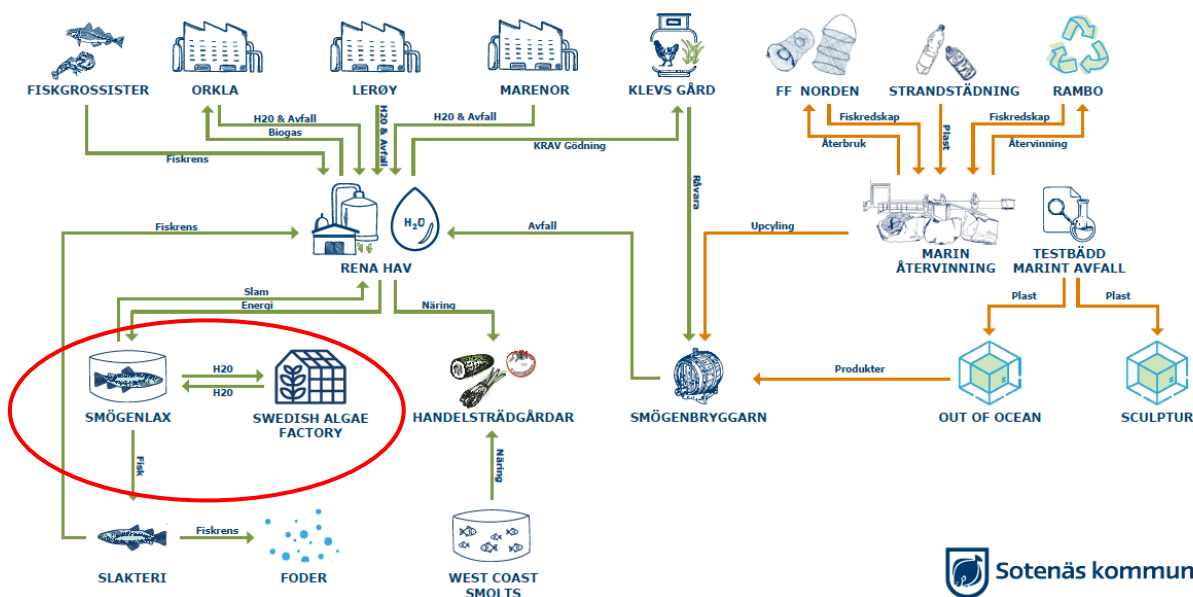 FISKGROSSISTER
ORKLA
LERØY
MARENOR
KLEVS GÅRD
FF NORDEN
STRANDSTÄDNING
RAMBO
H20 & Avfall
Biogas
H20 & Avfall
H20 & Avfall
KRAV Gödning
Fiskrens
Fiskredskap
Återbruk
Plast
Fiskredskap
Återvinning
Råvara
Fiskrens
H₂O
Avfall
Upcyling
RENA HAV
MARIN
ÅTERVINNING
TESTBÄDD
MARINT AVFALL
Slam
Energi
Näring
Plast
Plast
H20
H20
Produkter
SMÖGENLAX
SWEDISH ALGAE
FACTORY
HANDELSTRÄDGÅRDAR
SMÖGENBRYGGARN
OUT OF OCEAN
SCULPTUR
Fisk
Näring
Fiskrens
SLAKTERI
FODER
WEST COAST
SMOLTS
Sotenäs kommun